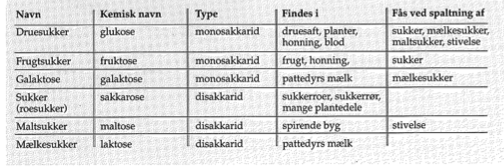 Navn Kemisk navn Type Findes i Fås ved spaltning af
Druesukker glukose monosakkarid druesaft, planter, sukker, mælkesukker,
honning, blod maltsukker, stivelse
Frugtsukker fruktose monosakkarid frugt, honning, sukker
Galaktose galaktose monosakkarid pattedyrs mælk mælkesukker
Sukker sakkarose disakkarid sukkerroer, sukkerrør,
(roesukker) mange plantedele
Maltsukker maltose disakkarid spirende byg stivelse
Mælkesukker laktose disakkarid pattedyrs mælk